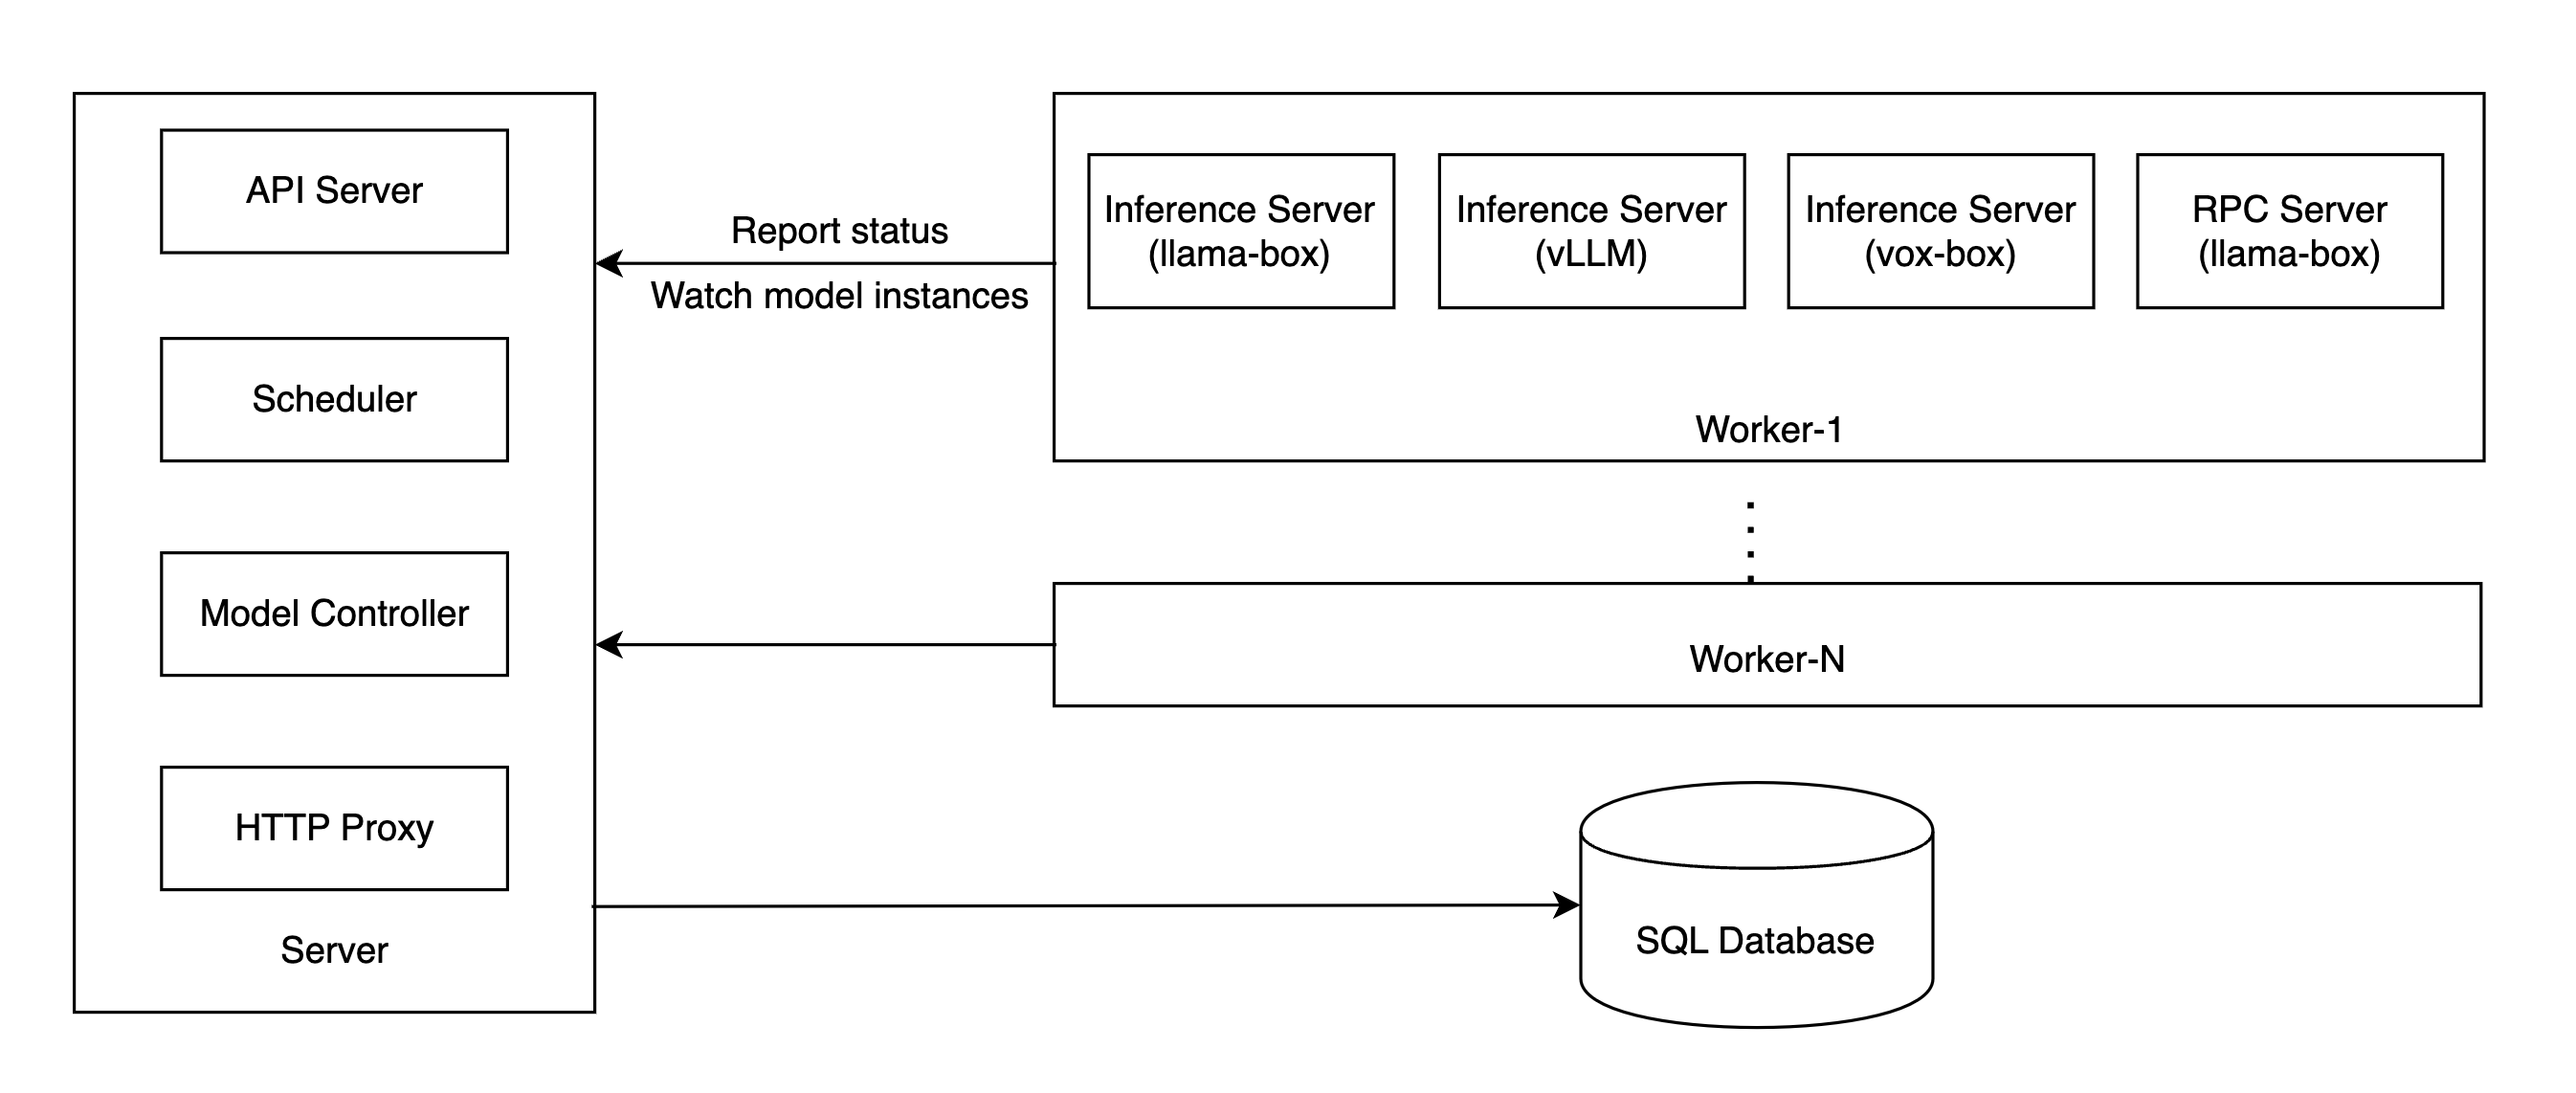 API Server
Scheduler
Model Controller
HTTP Proxy
Server
Report status
Watch model instances
Inference Server
(llama-box)
Inference Server
(vLLM)
Inference Server
(vox-box)
RPC Server
(llama-box)
Worker-1
Worker-N
SQL Database